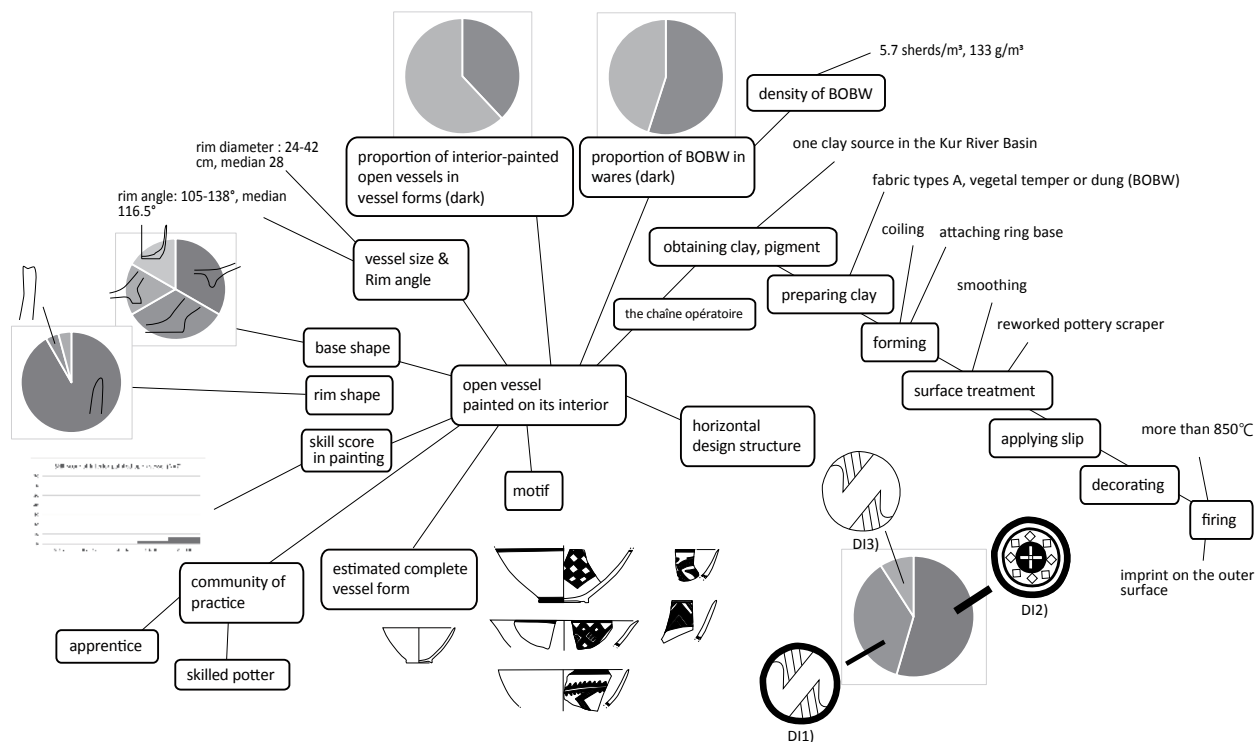 5.7 sherds/m³, 133 g/m³
density of BOBW
proportion of interior-painted
open vessels in
vessel forms (dark)
proportion of BOBW in
wares (dark)
rim diameter : 24-42
cm, median 28
rim angle: 105-138°, median
116.5°
vessel size &
Rim angle
one clay source in the Kur River Basin
fabric types A, vegetal temper or dung (BOBW)
obtaining clay, pigment
coiling
attaching ring base
preparing clay
smoothing
the chaîne opératoire
reworked pottery scraper
forming
base shape
rim shape
open vessel
painted on its interior
surface treatment
horizontal
design structure
skill score
in painting
applying slip
more than 850℃
motif
decorating
firing
DI3)
community of
practice
estimated complete
vessel form
imprint on the outer
surface
DI2)
apprentice
skilled potter
DI1)